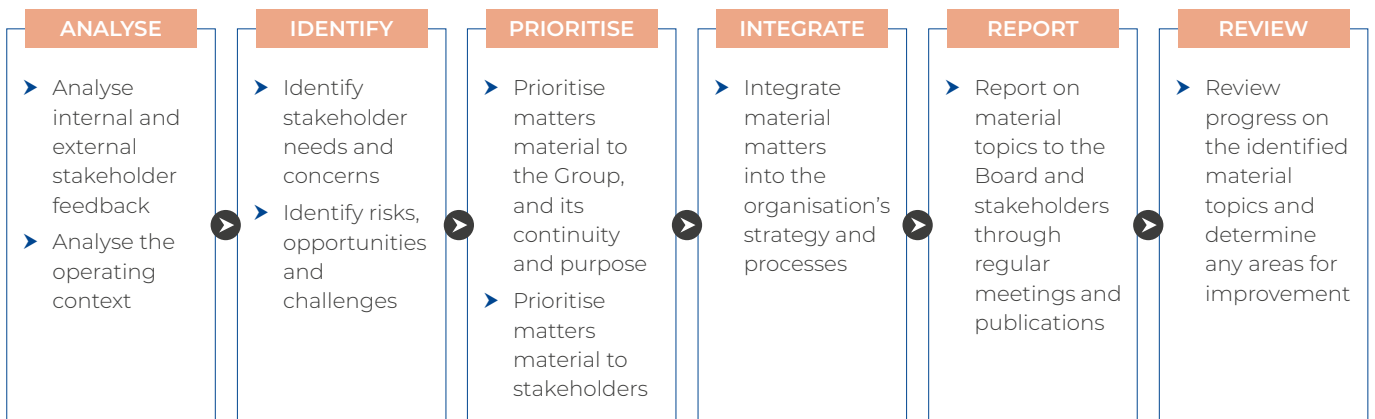 ANALYSE
Analyse
internal and
external
stakeholder
feedback
Analyse the
operating
context
IDENTIFY
Identify
stakeholder
needs and
concerns
Identify risks,
opportunities
and
challenges
PRIORITISE
Prioritise
matters
material to
the Group,
and its
continuity
and purpose
Prioritise
matters
material to
stakeholders
INTEGRATE
Integrate
material
matters
into the
organisation’s
strategy and
processes
REPORT
Report on
material
topics to the
Board and
stakeholders
through
regular
meetings and
publications
REVIEW
Review
progress on
the identified
material
topics and
determine
any areas for
improvement